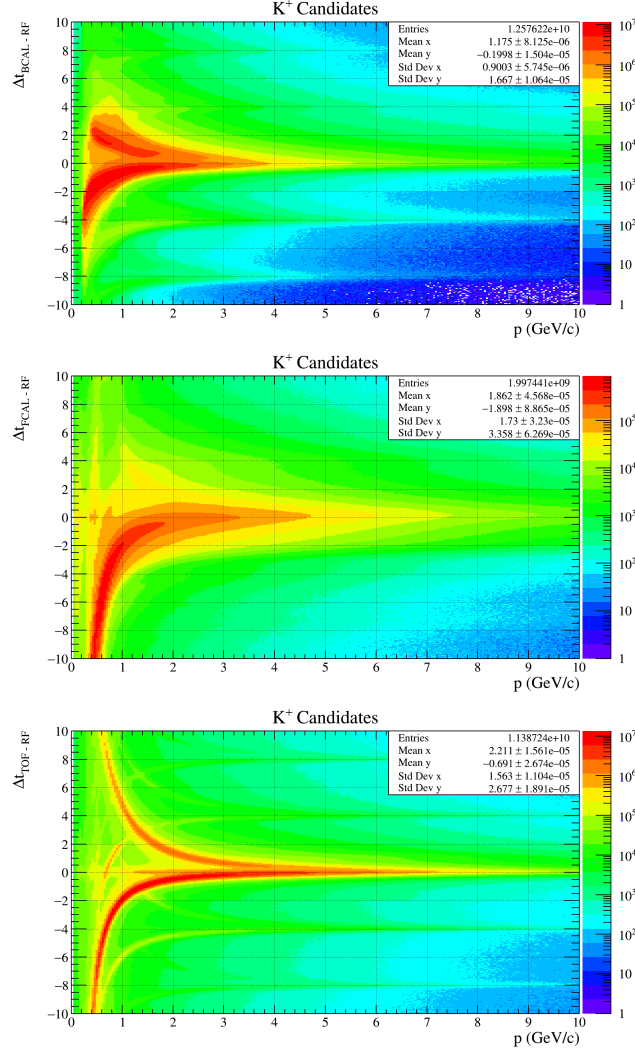 K+ Candidates
Δt BCAL - RF
Entries 1.257622e+10
Mean x 1.175 ± 8.125e−06
Mean y −0.1998 ± 1.504e−05
Std Dev x 0.9003 ± 5.745e−06
Std Dev y 1.667 ± 1.064e−05
10
8
6
4
2
0
−2
−4
−6
−8
−10
0 1 2 3 4 5 6 7 8 9 10
p (GeV/c)
10^7
10^6
10^5
10^4
10^3
10^2
10
1
K+ Candidates
Δt FCAL - RF
Entries 1.997441e+09
Mean x 1.862 ± 4.568e−05
Mean y −1.898 ± 8.865e−05
Std Dev x 1.73 ± 3.23e−05
Std Dev y 3.358 ± 6.269e−05
10
8
6
4
2
0
−2
−4
−6
−8
−10
0 1 2 3 4 5 6 7 8 9 10
p (GeV/c)
10^5
10^4
10^3
10^2
10
1
K+ Candidates
Δt TOF - RF
Entries 1.138724e+10
Mean x 2.211 ± 1.561e−05
Mean y −0.691 ± 2.674e−05
Std Dev x 1.563 ± 1.104e−05
Std Dev y 2.677 ± 1.891e−05
10
8
6
4
2
0
−2
−4
−6
−8
−10
0 1 2 3 4 5 6 7 8 9 10
p (GeV/c)
10^7
10^6
10^5
10^4
10^3
10^2
10
1